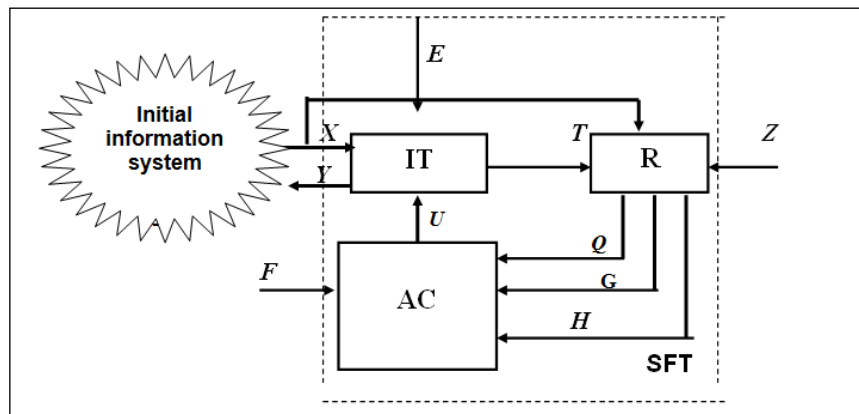 E
Initial
information
system
X
T
Z
IT
R
Y
U
Q
F
G
AC
H
SFT